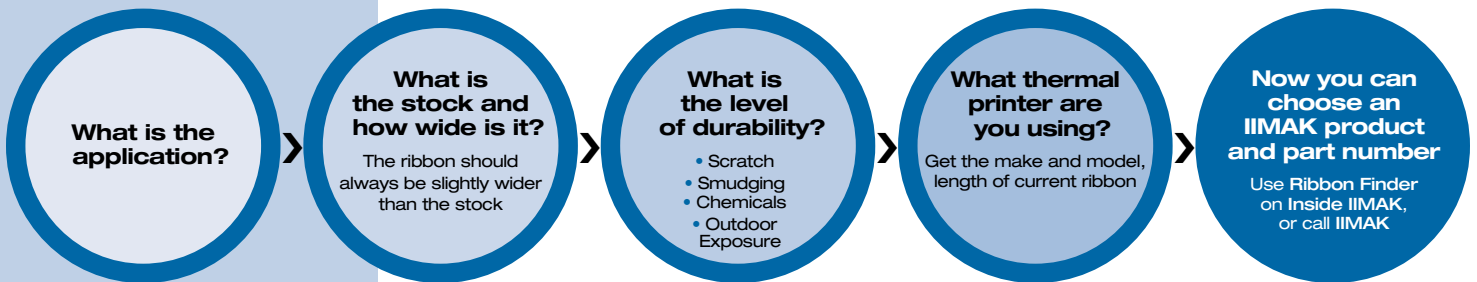 What is the
application?
What is
the stock and
how wide is it?
The ribbon should
always be slightly wider
than the stock
What is
the level
of durability?
• Scratch
• Smudging
• Chemicals
• Outdoor
Exposure
What thermal
printer are
you using?
Get the make and model,
length of current ribbon
Now you can
choose an
IIMAK product
and part number
Use Ribbon Finder
on Inside IIMAK,
or call IIMAK